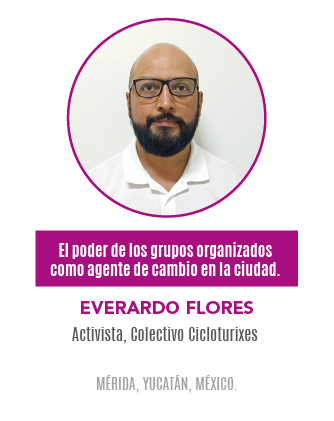 El poder de los grupos organizados
como agente de cambio en la ciudad.
EVERARDO FLORES
Activista, Colectivo Cicloturixes
MÉRIDA, YUCATÁN, MÉXICO.